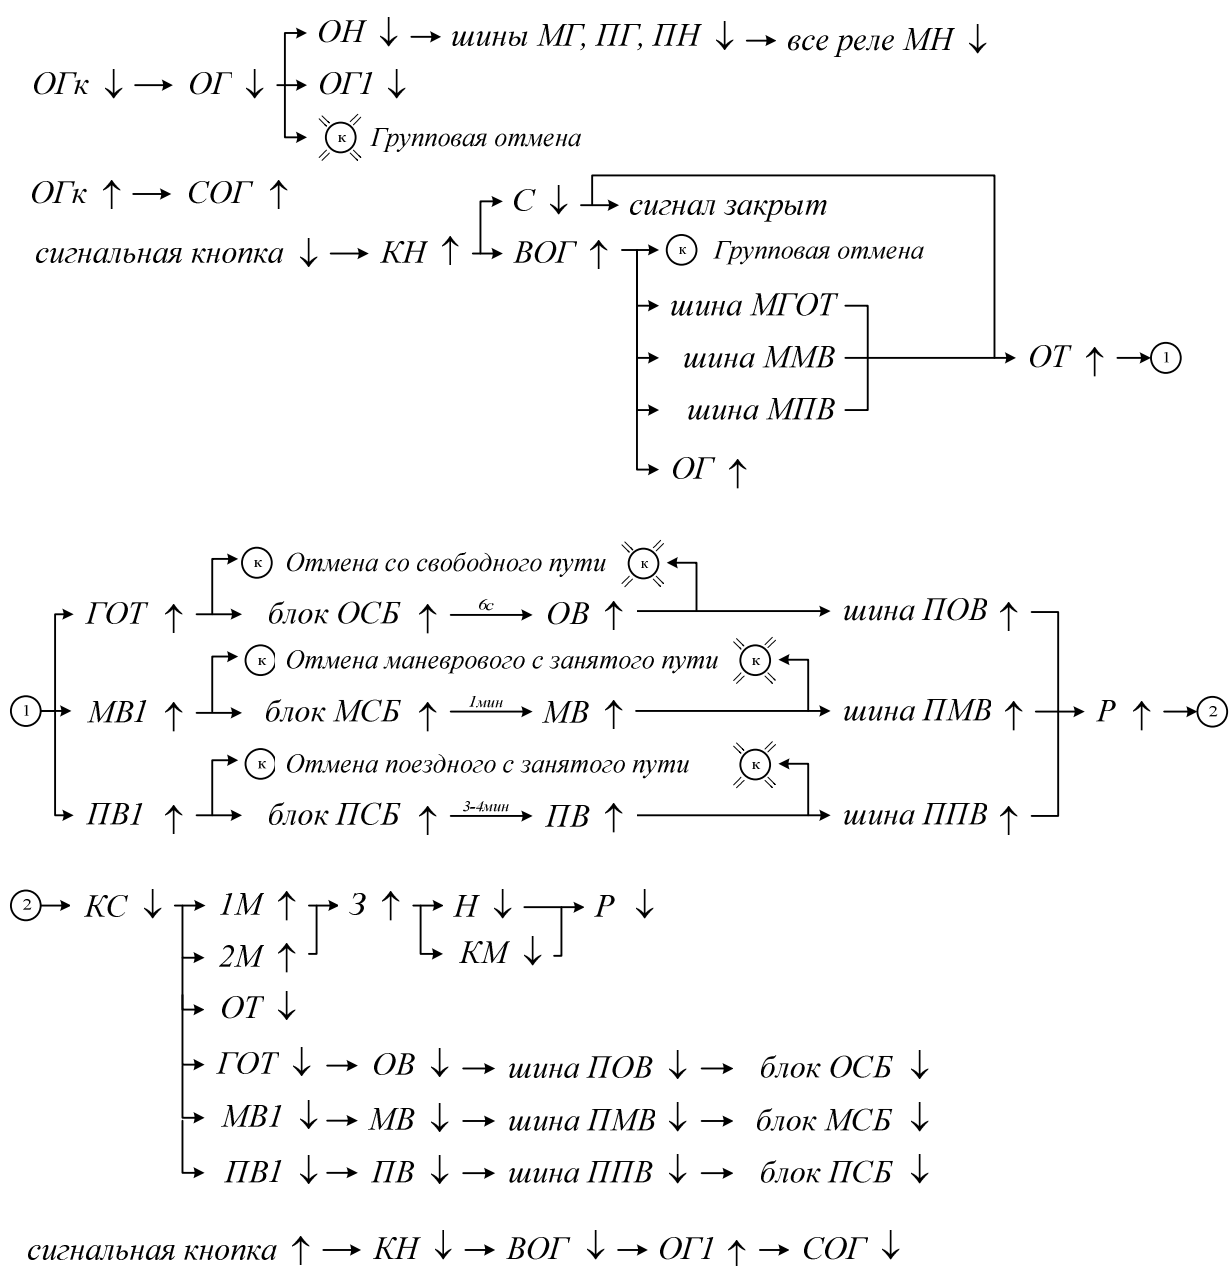 ОН ↓ → шины МГ, ПГ, ПН ↓ → все реле МН ↓
ОГк ↓ → ОГ ↓ → ОГ1 ↓
к Групповая отмена
ОГк ↑ → СОГ ↑
С ↓ → сигнал закрыт
сигнальная кнопка ↓ → КН ↑ → ВОГ ↑ → к Групповая отмена
шина МГОТ
шина ММВ → ОТ ↑ → 1
шина МПВ
ОГ ↑
к Отмена со свободного пути к
ГОТ ↑ → блок ОСБ ↑ 6с → ОВ ↑ → шина ПОВ ↑
к Отмена маневрового с занятого пути к
1 → МВ1 ↑ → блок МСБ ↑ 1мин → МВ ↑ → шина ПМВ ↑ → Р ↑ → 2
к Отмена поездного с занятого пути к
ПВ1 ↑ → блок ПСБ ↑ 3-4мин → ПВ ↑ → шина ППВ ↑
2 → КС ↓ → 1М ↑ → З ↑ → Н ↓ → Р ↓
2М ↑ КМ ↓
ОТ ↓
ГОТ ↓ → ОВ ↓ → шина ПОВ ↓ → блок ОСБ ↓
МВ1 ↓ → МВ ↓ → шина ПМВ ↓ → блок МСБ ↓
ПВ1 ↓ → ПВ ↓ → шина ППВ ↓ → блок ПСБ ↓
сигнальная кнопка ↑ → КН ↓ → ВОГ ↓ → ОГ1 ↑ → СОГ ↓